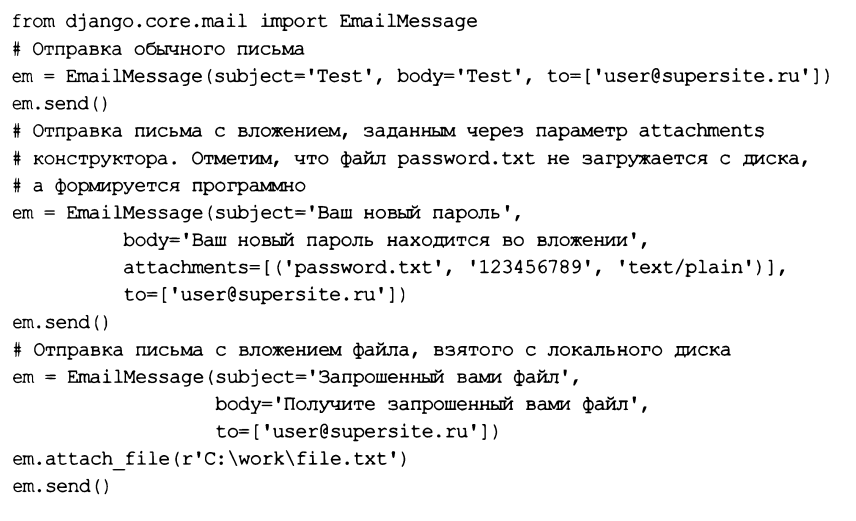 from django.core.mail import EmailMessage
# Отправка обычного письма
em = EmailMessage(subject='Test', body='Test', to=['user@supersite.ru'])
em.send()
# Отправка письма с вложением, заданным через параметр attachments
# конструктора. Отметим, что файл password.txt не загружается с диска,
# а формируется программно
em = EmailMessage(subject='Ваш новый пароль',
         body='Ваш новый пароль находится во вложении',
         attachments=[('password.txt', '123456789', 'text/plain')],
         to=['user@supersite.ru'])
em.send()
# Отправка письма с вложением файла, взятого с локального диска
em = EmailMessage(subject='Запрошенный вами файл',
                  body='Получите запрошенный вами файл',
                  to=['user@supersite.ru'])
em.attach_file(r'C:\work\file.txt')
em.send()